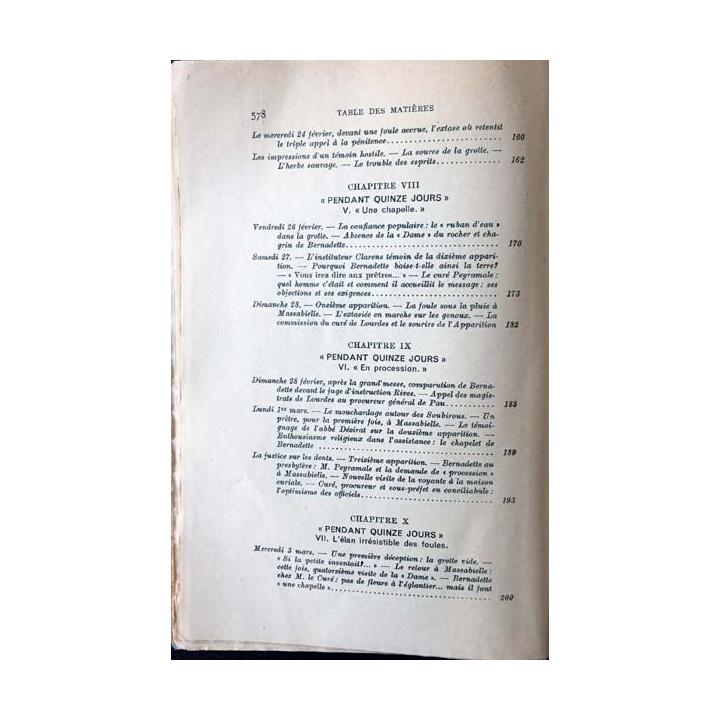 578 TABLE DES MATIÈRES
Le mercredi 24 février, devant une foule accrue, l'extase où retentit
le triple appel à la pénitence.................... 160
Les impressions d'un témoin hostile. — La source de la grotte. —
L'herbe sauvage. — Le trouble des esprits.............. 162
CHAPITRE VIII
« PENDANT QUINZE JOURS »
V. « Une chapelle. »
Vendredi 26 février. — La confiance populaire : le « ruban d'eau »
dans la grotte. — Absence de la « Dame » du rocher et cha-
grin de Bernadette.............................. 170
Samedi 27. — L'instituteur Clarens témoin de la dixième appari-
tion. — Pourquoi Bernadette baise-t-elle ainsi la terre?
— « Vous irez dire aux prêtres... » — Le curé Peyramale :
quel homme c'était et comment il accueillit le message : ses
objections et ses exigences........................ 173
Dimanche 28. — Onzième apparition. — La foule sous la pluie à
Massabielle. — L'extasiée en marche sur les genoux. — La
commission du curé de Lourdes et le sourire de l'Apparition 182
CHAPITRE IX
« PENDANT QUINZE JOURS »
VI. « En procession. »
Dimanche 28 février, après la grand'messe, comparution de Berna-
dette devant le juge d'instruction Rives. — Appel des magis-
trats de Lourdes au procureur général de Pau........... 185
Lundi 1er mars. — Le mouchardage autour des Soubirous. — Un
prêtre, pour la première fois, à Massabielle. — Le témoi-
gnage de l'abbé Dézirat sur la douzième apparition. —
Enthousiasme religieux dans l'assistance : le chapelet de
Bernadette .................................... 189
La justice sur les dents. — Treizième apparition. — Bernadette au
presbytère : M. Peyramale et la demande de « procession »
à Massabielle. — Nouvelle visite de la voyante à la maison
curiale. — Curé, procureur et sous-préfet en conciliabule :
l'optimisme des officiels.......................... 193
CHAPITRE X
« PENDANT QUINZE JOURS »
VII. L'élan irrésistible des foules.
Mercredi 3 mars. — Une première déception : la grotte vide. —
« Si la petite inventait?... » — Le retour à Massabielle :
cette fois, quatorzième visite de la « Dame ». — Bernadette
chez M. le Curé : pas de fleurs à l'églantier... mais il faut
« une chapelle »................................ 200